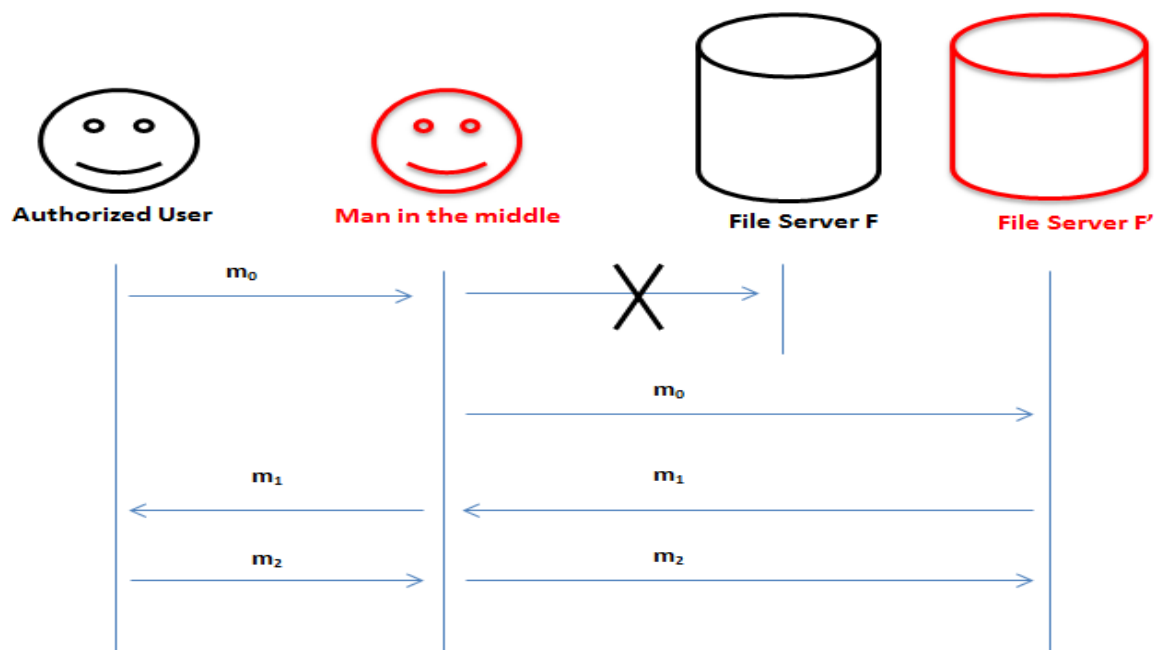 Authorized User
Man in the middle
File Server F
File Server F'
m₀
m₀
m₁
m₁
m₂
m₂